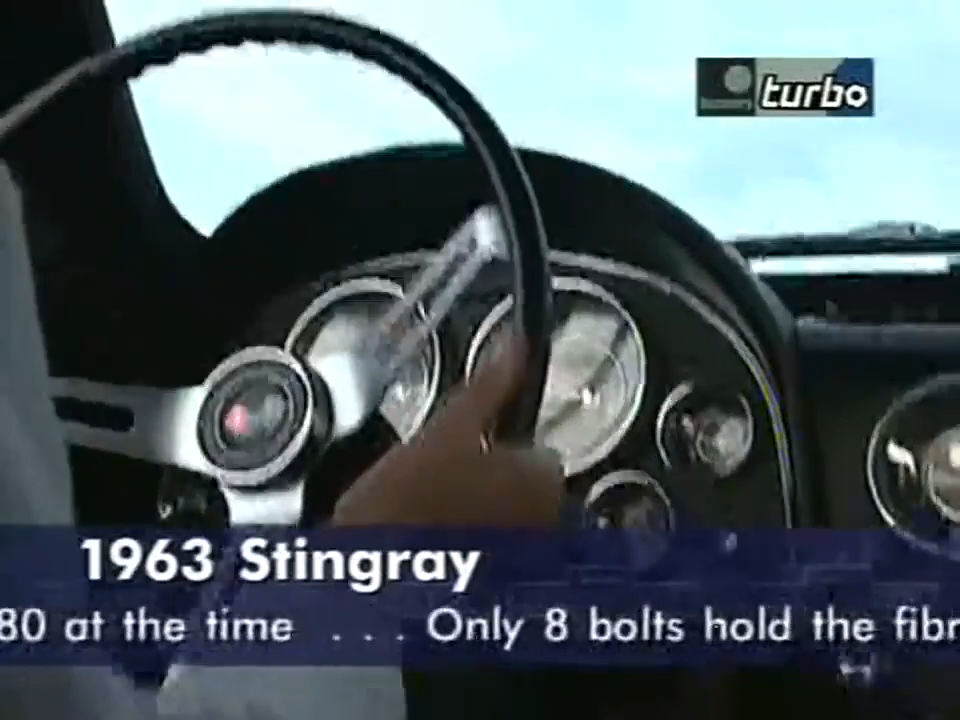 turbo
1963 Stingray
80 at the time ... Only 8 bolts hold the fibr